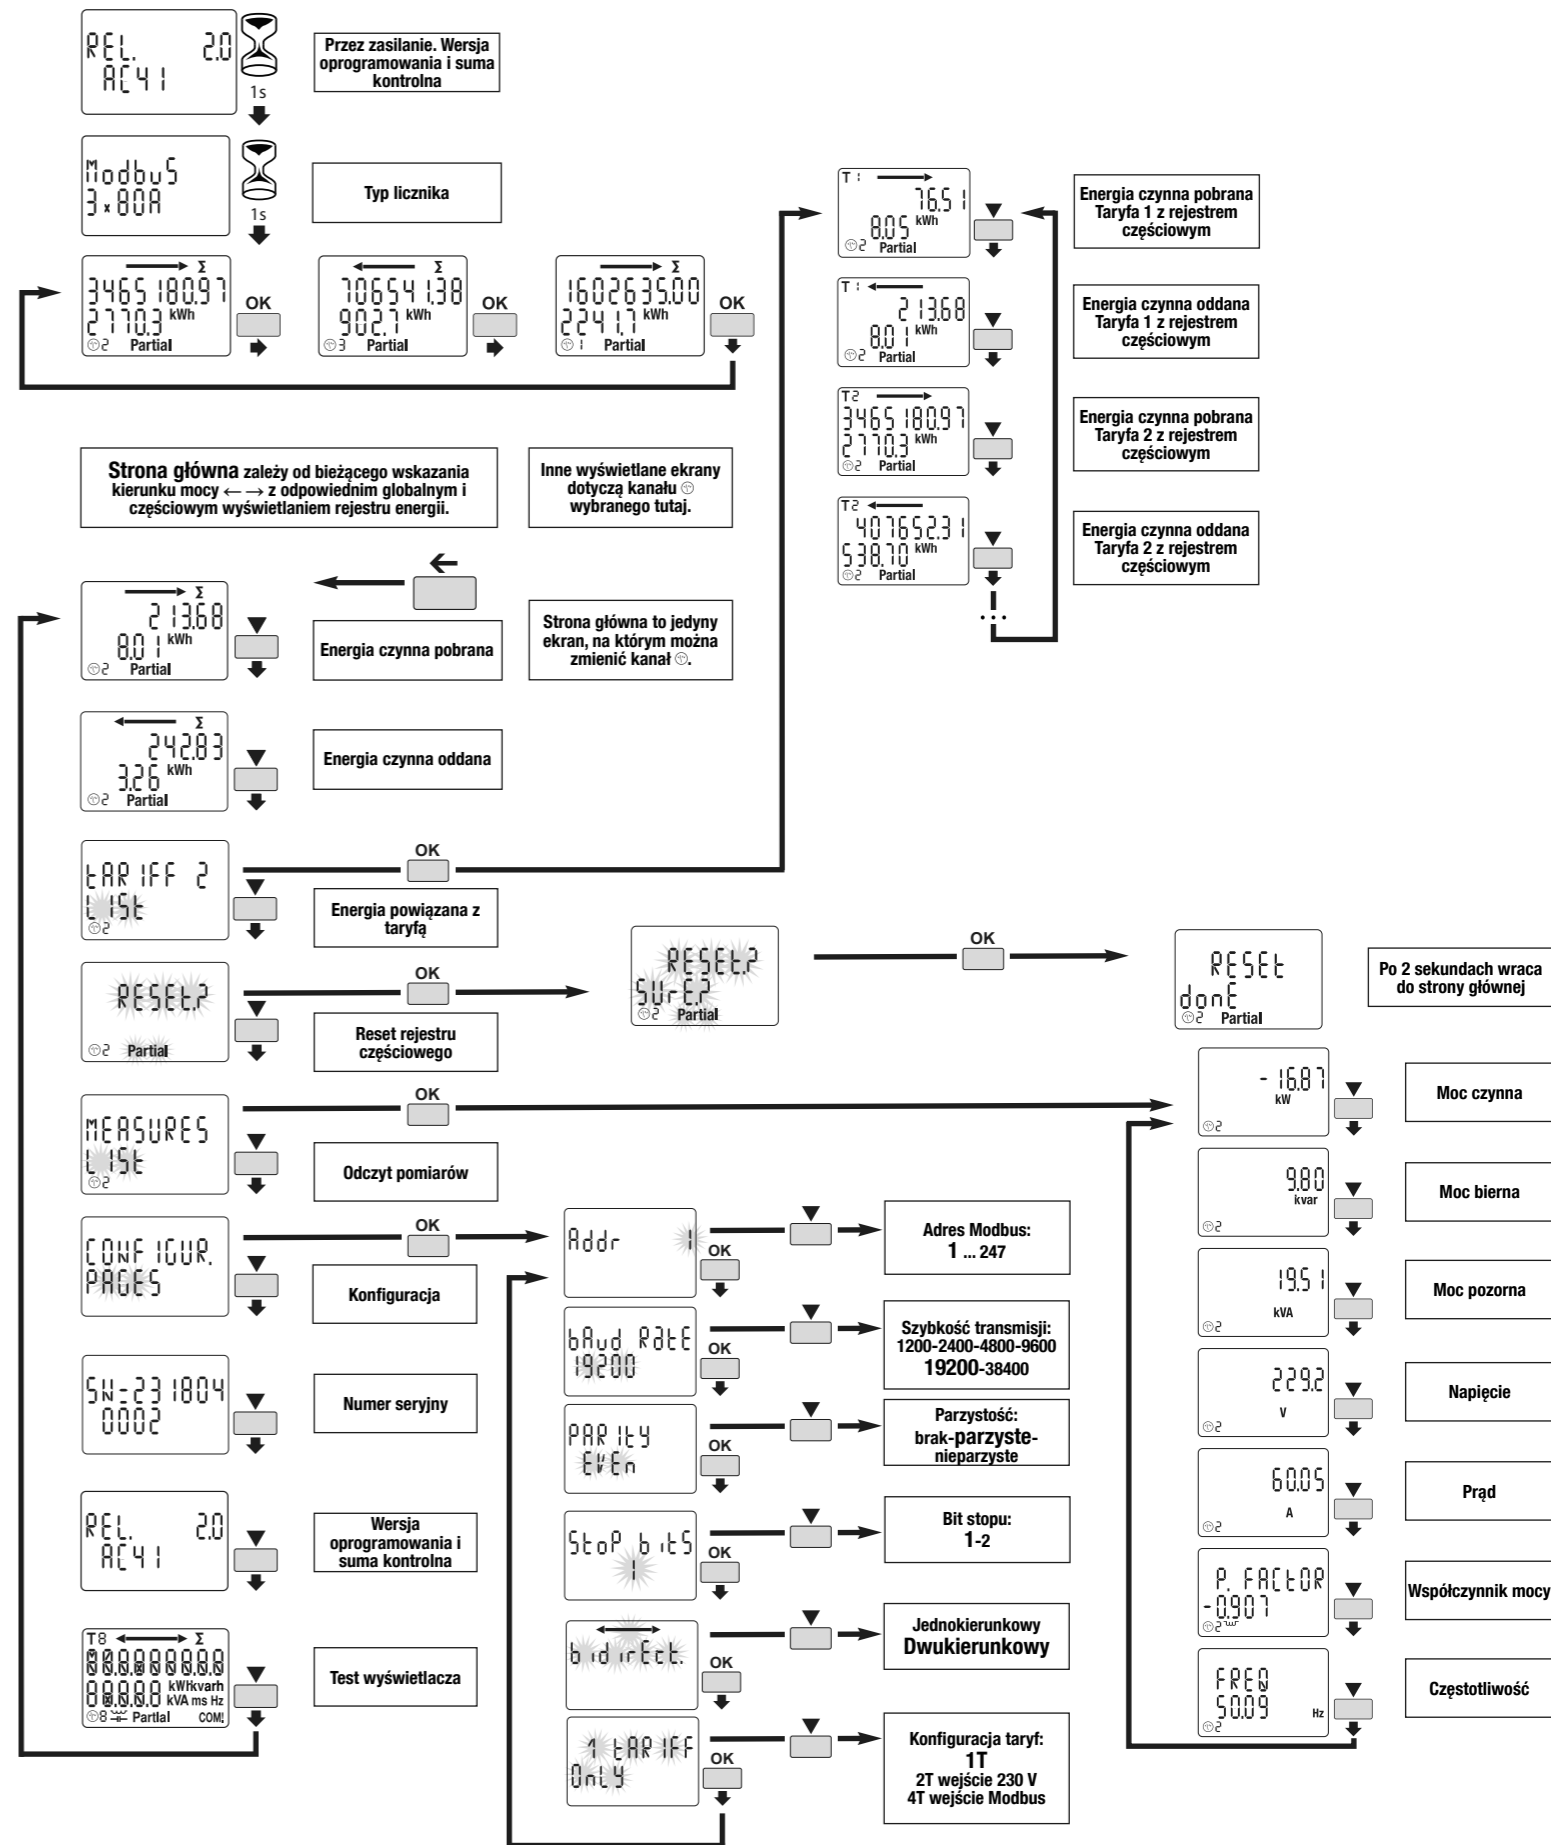 REL. 2.0
AC41
1s
Przez zasilanie. Wersja
oprogramowania i suma
kontrolna
ModbuS
3x80A
1s
Typ licznika
Σ
3465180.97
2770.3 kWh
2 Partial
OK
Σ
706541.38
902.7 kWh
3 Partial
OK
Σ
1602635.00
2241.7 kWh
1 Partial
OK
Strona główna zależy od bieżącego wskazania
kierunku mocy ← → z odpowiednim globalnym i
częściowym wyświetlaniem rejestru energii.
Inne wyświetlane ekrany
dotyczą kanału
wybranego tutaj.
T1
76.51
8.05 kWh
2 Partial
Energia czynna pobrana
Taryfa 1 z rejestrem
częściowym
T1
213.68
8.01 kWh
2 Partial
Energia czynna oddana
Taryfa 1 z rejestrem
częściowym
T2
3465180.97
2770.3 kWh
2 Partial
Energia czynna pobrana
Taryfa 2 z rejestrem
częściowym
T2
407652.31
538.70 kWh
2 Partial
...
Energia czynna oddana
Taryfa 2 z rejestrem
częściowym
Σ
213.68
8.01 kWh
2 Partial
←
Energia czynna pobrana
Strona główna to jedyny
ekran, na którym można
zmienić kanał .
Σ
242.83
3.26 kWh
2 Partial
Energia czynna oddana
tARIFF 2
LISt
2
OK
Energia powiązana z
taryfą
RESEt.?
2 Partial
OK
Reset rejestru
częściowego
RESEt.?
SUrE.?
2 Partial
OK
RESEt
donE
2 Partial
Po 2 sekundach wraca
do strony głównej
MEASURES
LISt
2
OK
Odczyt pomiarów
CONFIGUR.
PAGES
OK
Konfiguracja
SN=231804
0002
Numer seryjny
REL. 2.0
AC41
Wersja
oprogramowania i
suma kontrolna
T8 Σ
kWHkvarh
kVA ms Hz
8 Partial COM!
Test wyświetlacza
Addr 1
OK
Adres Modbus:
1 ... 247
bAud RatE
19200
OK
Szybkość transmisji:
1200-2400-4800-9600
19200-38400
PARItY
EVEn
OK
Parzystość:
brak-parzyste-
nieparzyste
StoP bitS
1
OK
Bit stopu:
1-2
bidirEct.
OK
Jednokierunkowy
Dwukierunkowy
1 tARIFF
OnLY
OK
Konfiguracja taryf:
1T
2T wejście 230 V
4T wejście Modbus
-16.87
kW
2
Moc czynna
9.80
kvar
2
Moc bierna
19.51
kVA
2
Moc pozorna
229.2
V
2
Napięcie
60.05
A
2
Prąd
P. FACtOR
-0.907
2
Współczynnik mocy
FREQ
50.09
Hz
2
Częstotliwość